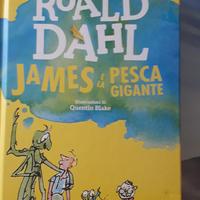 ROALD
DAHL
JAMES e la PESCA
GIGANTE
Illustrazioni di
Quentin Blake